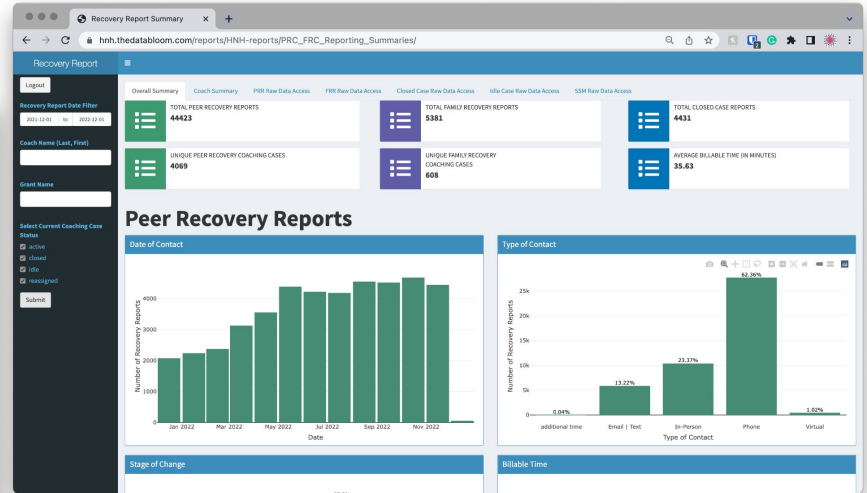 Recovery Report Summary
hnh.thedatabloom.com/reports/HNH-reports/PRC_FRC_Reporting_Summaries/
Recovery Report
Logout
Recovery Report Date Filter
2021-12-01 to 2022-12-01
Coach Name (Last, First)
Grant Name
Select Current Coaching Case
Status
active
closed
idle
reassigned
Submit
Overall Summary Coach Summary PRR Raw Data Access FRR Raw Data Access Closed Case Raw Data Access Idle Case Raw Data Access SSM Raw Data Access
TOTAL PEER RECOVERY REPORTS
44423
TOTAL FAMILY RECOVERY REPORTS
5381
TOTAL CLOSED CASE REPORTS
4431
UNIQUE PEER RECOVERY COACHING CASES
4069
UNIQUE FAMILY RECOVERY
COACHING CASES
608
AVERAGE BILLABLE TIME (IN MINUTES)
35.63
Peer Recovery Reports
Date of Contact
Number of Recovery Reports
4000
3000
2000
1000
0
Jan 2022 Mar 2022 May 2022 Jul 2022 Sep 2022 Nov 2022
Date
Type of Contact
Number of Recovery Reports
25k
20k
15k
10k
5k
0
0.04%
13.22%
23.37%
62.36%
1.02%
additional time Email | Text In-Person Phone Virtual
Type of Contact
Stage of Change
Billable Time